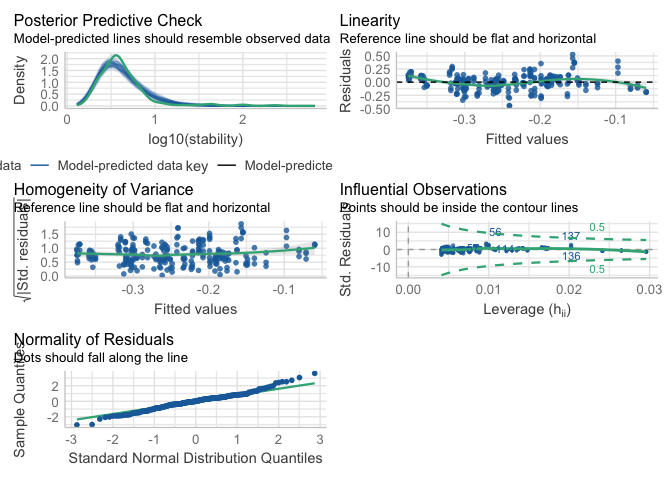 Posterior Predictive Check
Model-predicted lines should resemble observed data
Density
2.0
1.5
1.0
0.5
0.0
0
1
2
log10(stability)
data
Model-predicted data
key
Model-predicte
Linearity
Reference line should be flat and horizontal
Residuals
0.50
0.25
0.00
-0.25
-0.50
-0.3
-0.2
-0.1
Fitted values
Homogeneity of Variance
Reference line should be flat and horizontal
√|Std. residuals|
1.5
1.0
0.5
0.0
-0.3
-0.2
-0.1
Fitted values
Influential Observations
Points should be inside the contour lines
Std. Residuals
10
0
-10
0.5
56
137
136
0.5
0.00
0.01
0.02
0.03
Leverage (hii)
Normality of Residuals
Dots should fall along the line
Sample Quantiles
2
0
-2
-3
-2
-1
0
1
2
3
Standard Normal Distribution Quantiles